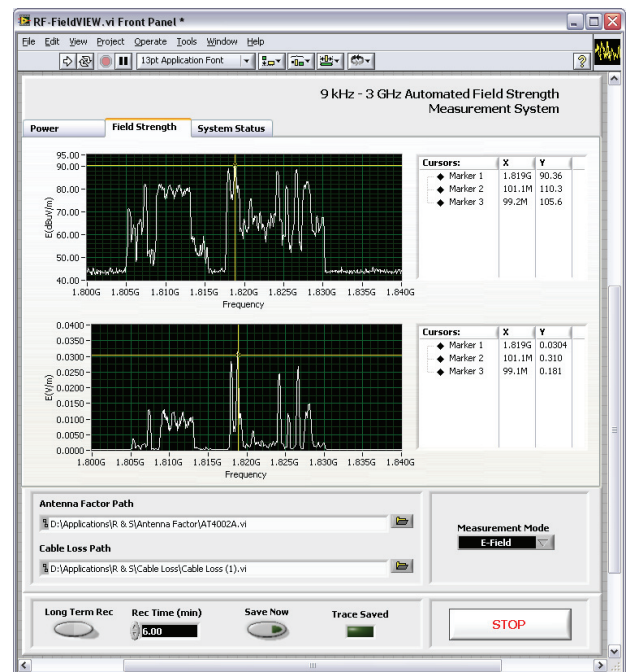 RF-FieldVIEW.vi Front Panel *
File Edit View Project Operate Tools Window Help
13pt Application Font
?
9 kHz - 3 GHz Automated Field Strength
Measurement System
Power Field Strength System Status
95.00
90.00
80.00
70.00
60.00
50.00
40.00
E(dBuV/m)
1.800G 1.805G 1.810G 1.815G 1.820G 1.825G 1.830G 1.835G 1.840G
Frequency
Cursors: X Y
Marker 1 1.819G 90.36
Marker 2 101.1M 110.3
Marker 3 99.2M 105.6
0.0400
0.0350
0.0300
0.0250
0.0200
0.0150
0.0100
0.0050
0.0000
E(V/m)
1.800G 1.805G 1.810G 1.815G 1.820G 1.825G 1.830G 1.835G 1.840G
Frequency
Cursors: X Y
Marker 1 1.819G 0.0304
Marker 2 101.1M 0.310
Marker 3 99.1M 0.181
Antenna Factor Path
D:\Applications\R & S\Antenna Factor\AT4002A.vi
Cable Loss Path
D:\Applications\R & S\Cable Loss\Cable Loss (1).vi
Measurement Mode
E-Field
Long Term Rec Rec Time (min) Save Now Trace Saved
6.00
STOP